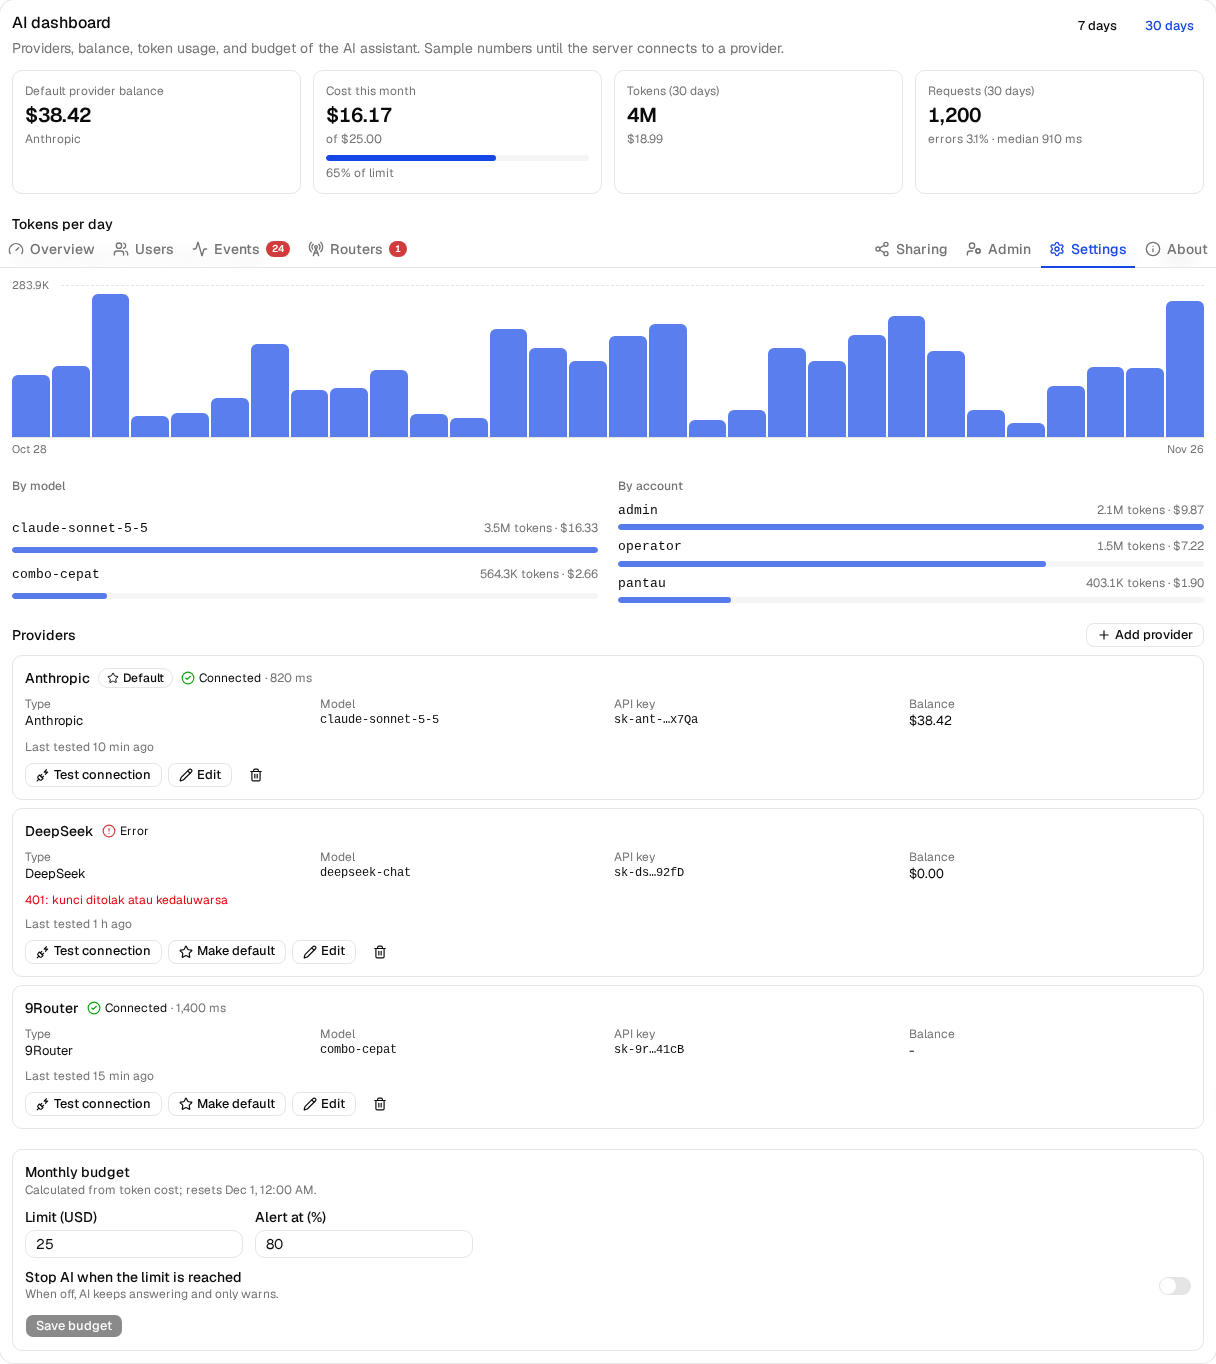 AI dashboard
7 days
30 days
Providers, balance, token usage, and budget of the AI assistant. Sample numbers until the server connects to a provider.
Default provider balance
$38.42
Anthropic
Cost this month
$16.17
of $25.00
65% of limit
Tokens (30 days)
4M
$18.99
Requests (30 days)
1,200
errors 3.1% · median 910 ms
Tokens per day
Overview
Users
Events 24
Routers 1
Sharing
Admin
Settings
About
283.9K
Oct 28
Nov 26
By model
claude-sonnet-5-5
3.5M tokens · $16.33
combo-cepat
564.3K tokens · $2.66
By account
admin
2.1M tokens · $9.87
operator
1.5M tokens · $7.22
pantau
403.1K tokens · $1.90
Providers
Add provider
Anthropic
Default
Connected · 820 ms
Type
Anthropic
Model
claude-sonnet-5-5
API key
sk-ant-…x7Qa
Balance
$38.42
Last tested 10 min ago
Test connection
Edit
DeepSeek
Error
Type
DeepSeek
Model
deepseek-chat
API key
sk-ds…92fD
Balance
$0.00
401: kunci ditolak atau kedaluwarsa
Last tested 1 h ago
Test connection
Make default
Edit
9Router
Connected · 1,400 ms
Type
9Router
Model
combo-cepat
API key
sk-9r…41cB
Balance
-
Last tested 15 min ago
Test connection
Make default
Edit
Monthly budget
Calculated from token cost; resets Dec 1, 12:00 AM.
Limit (USD)
25
Alert at (%)
80
Stop AI when the limit is reached
When off, AI keeps answering and only warns.
Save budget